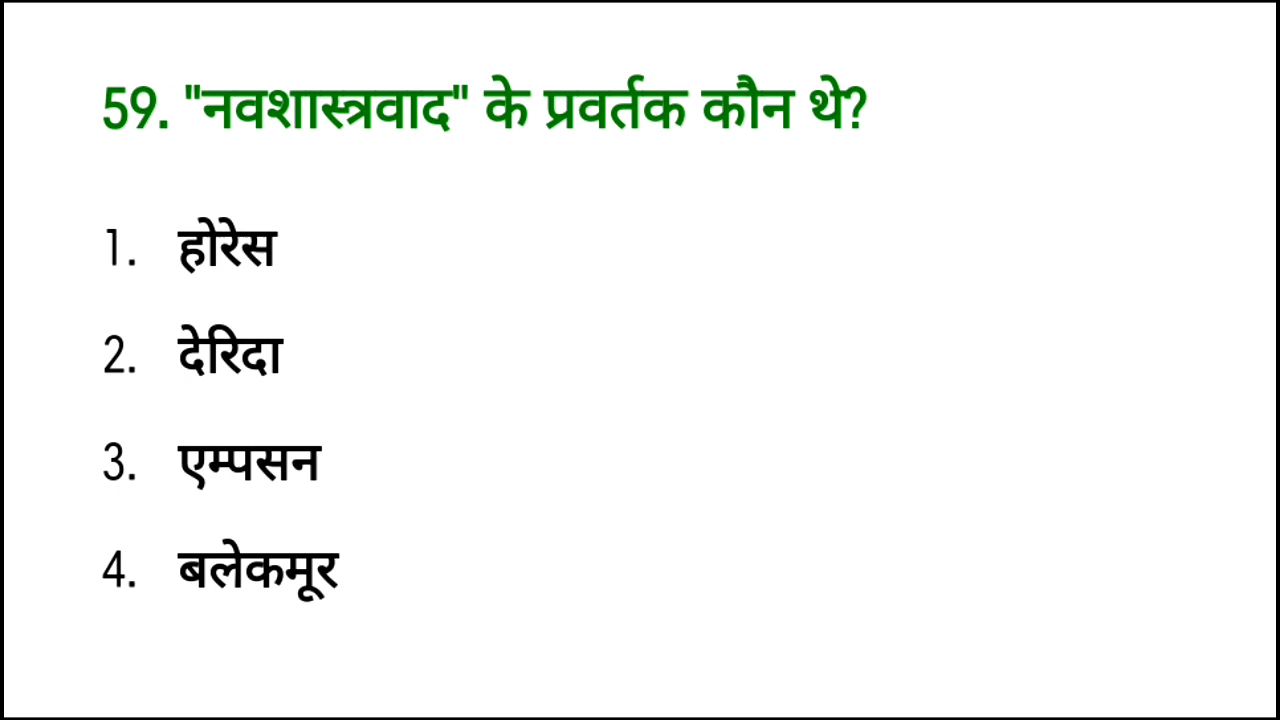 59. "नवशास्त्रवाद" के प्रवर्तक कौन थे?
1. होरेस
2. देरिदा
3. एम्पसन
4. बलेकमूर